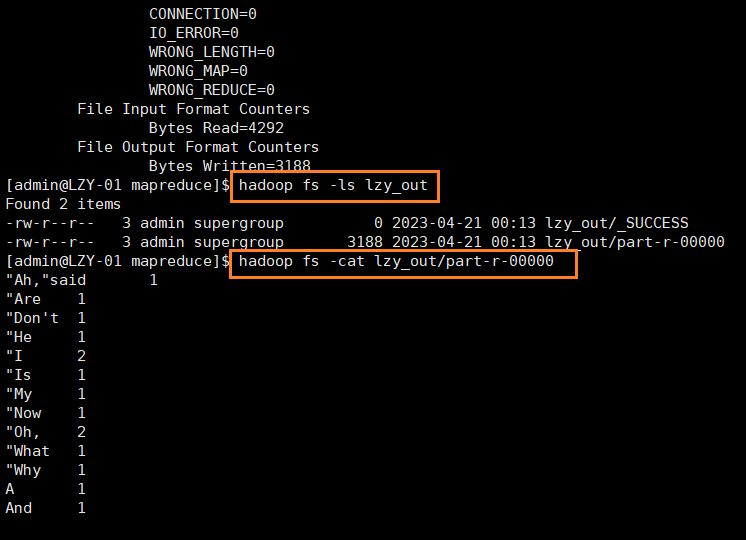 CONNECTION=0
IO_ERROR=0
WRONG_LENGTH=0
WRONG_MAP=0
WRONG_REDUCE=0
File Input Format Counters
Bytes Read=4292
File Output Format Counters
Bytes Written=3188
[admin@LZY-01 mapreduce]$ hadoop fs -ls lzy_out
Found 2 items
-rw-r--r-- 3 admin supergroup 0 2023-04-21 00:13 lzy_out/_SUCCESS
-rw-r--r-- 3 admin supergroup 3188 2023-04-21 00:13 lzy_out/part-r-00000
[admin@LZY-01 mapreduce]$ hadoop fs -cat lzy_out/part-r-00000
"Ah,"said 1
"Are 1
"Don't 1
"He 1
"I 2
"Is 1
"My 1
"Now 1
"Oh, 2
"What 1
"Why 1
A 1
And 1